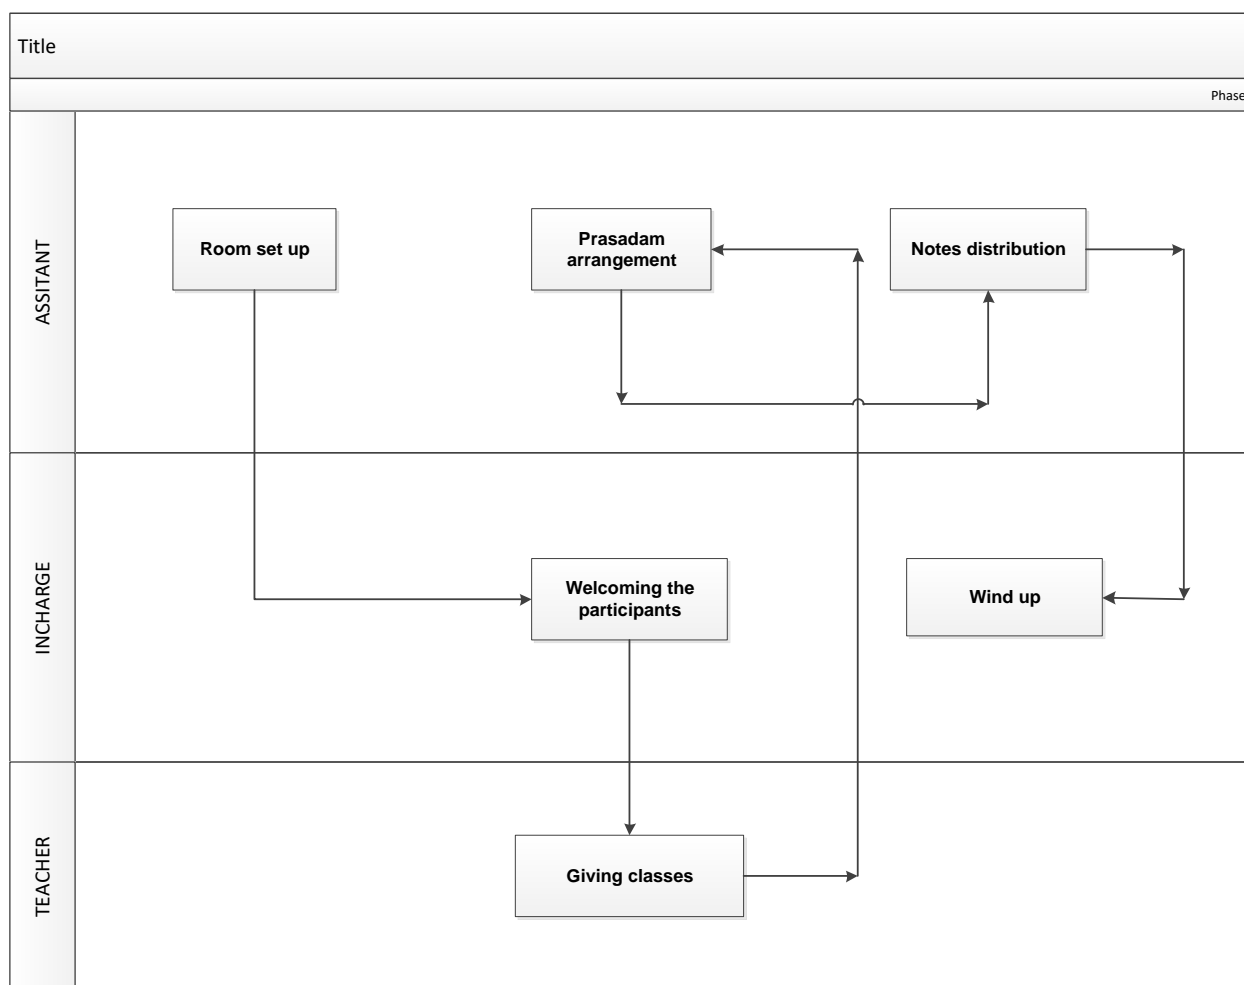 Title
Phase
ASSITANT
Room set up
Prasadam
arrangement
Notes distribution
INCHARGE
Welcoming the
participants
Wind up
TEACHER
Giving classes